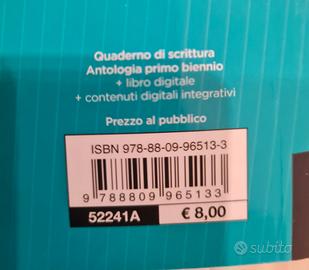 Quaderno di scrittura
Antologia primo biennio
+ libro digitale
+ contenuti digitali integrativi
Prezzo al pubblico
ISBN 978-88-09-96513-3
9 788809 965133
52241A
€ 8,00
subito